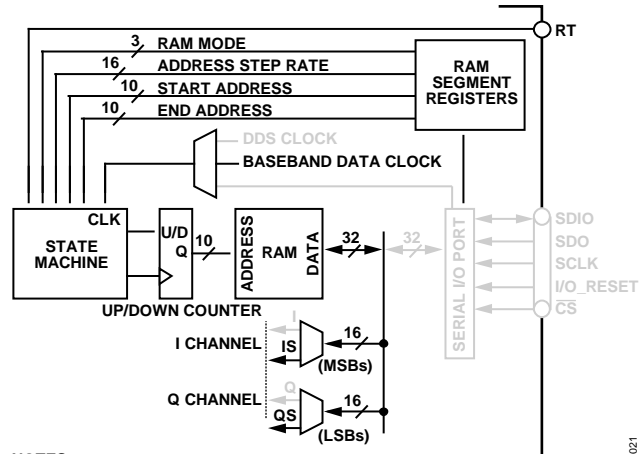 RT
3 RAM MODE
16 ADDRESS STEP RATE
10 START ADDRESS
10 END ADDRESS
RAM SEGMENT REGISTERS
DDS CLOCK
BASEBAND DATA CLOCK
CLK
STATE MACHINE
U/D
Q
10
ADDRESS
RAM
DATA
32
32
SERIAL I/O PORT
SDIO
SDO
SCLK
I/O_RESET
CS
UP/DOWN COUNTER
I CHANNEL
I
IS
16
(MSBs)
Q CHANNEL
Q
QS
16
(LSBs)
021